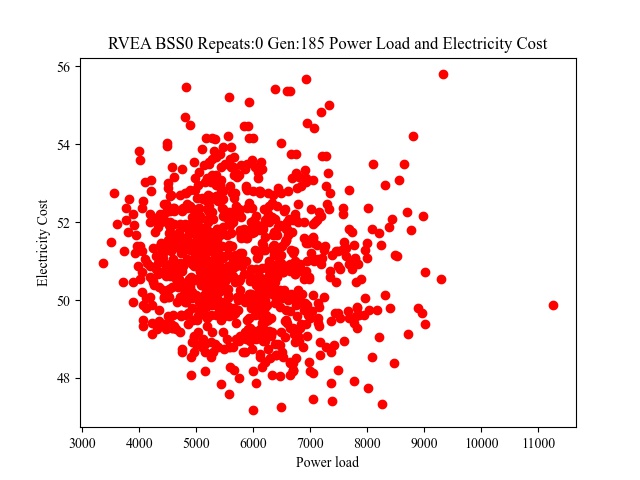 RVEA BSS0 Repeats:0 Gen:185 Power Load and Electricity Cost
56
54
52
50
48
Electricity Cost
3000 4000 5000 6000 7000 8000 9000 10000 11000
Power load